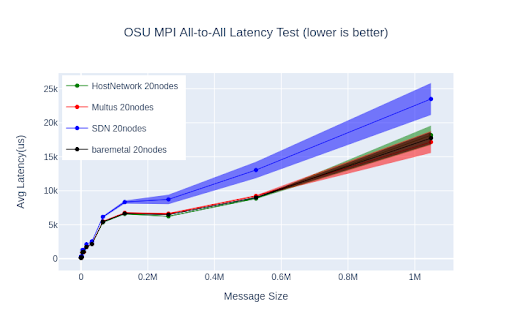 OSU MPI All-to-All Latency Test (lower is better)
HostNetwork 20nodes
Multus 20nodes
SDN 20nodes
baremetal 20nodes
Avg Latency(us)
25k
20k
15k
10k
5k
0
0
0.2M
0.4M
0.6M
0.8M
1M
Message Size